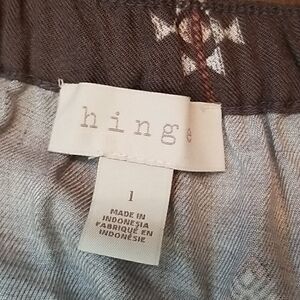 hinge
1
MADE IN
INDONESIA
FABRIQUÉ EN
INDONÉSIE